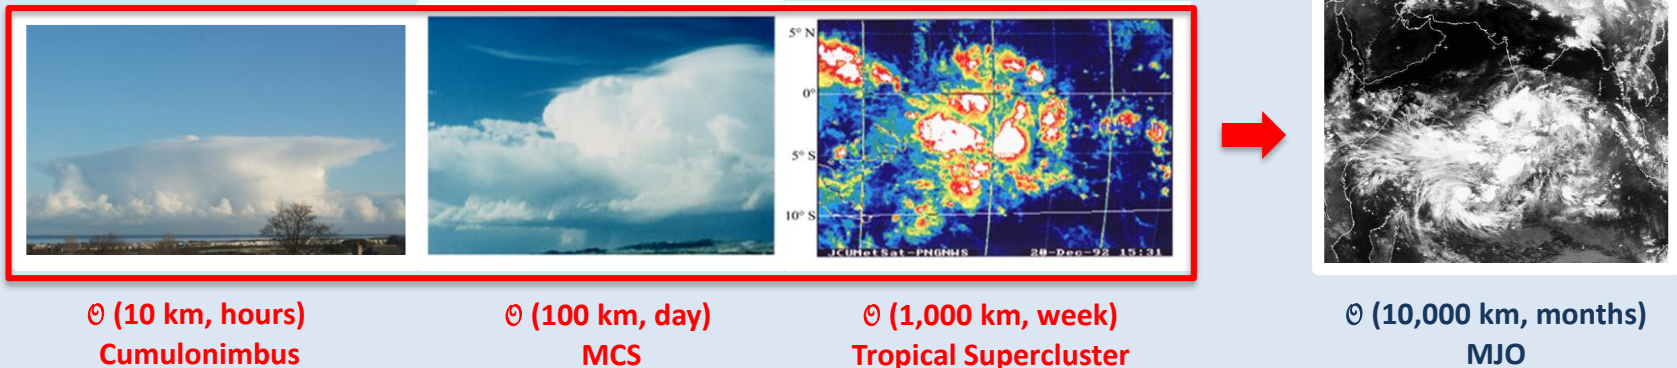 5° N
0°
5° S
10° S
JCUMetSat-PNGNWS 20-Dec-92 15:31
O (10 km, hours)
Cumulonimbus
O (100 km, day)
MCS
O (1,000 km, week)
Tropical Supercluster
O (10,000 km, months)
MJO